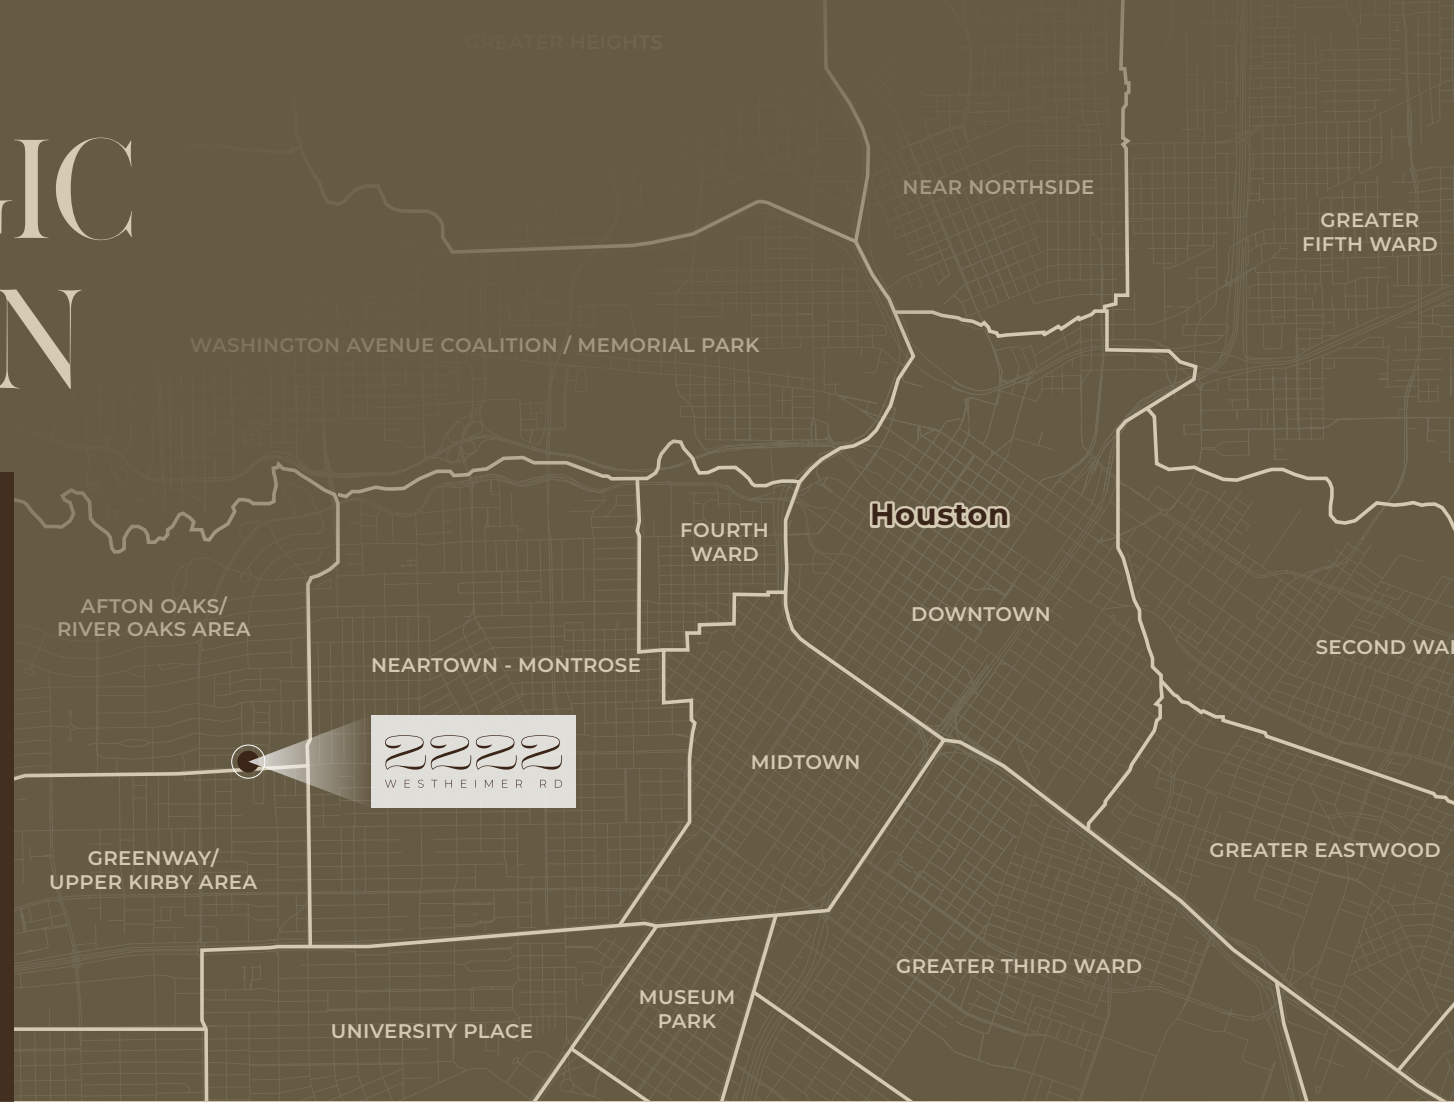 GREATER HEIGHTS
IC
N
NEAR NORTHSIDE
GREATER
FIFTH WARD
WASHINGTON AVENUE COALITION / MEMORIAL PARK
Houston
FOURTH
WARD
AFTON OAKS/
RIVER OAKS AREA
DOWNTOWN
NEARTOWN - MONTROSE
SECOND WA
2222
WESTHEIMER RD
MIDTOWN
GREENWAY/
UPPER KIRBY AREA
GREATER EASTWOOD
GREATER THIRD WARD
MUSEUM
PARK
UNIVERSITY PLACE